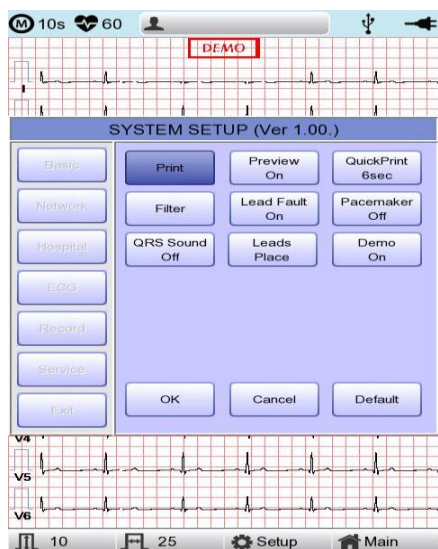 M 10s 60
DEMO
I
SYSTEM SETUP (Ver 1.00.)
Basic
Print
Preview
On
QuickPrint
6sec
Network
Filter
Lead Fault
On
Pacemaker
Off
Hospital
QRS Sound
Off
Leads
Place
Demo
On
ECG
Record
Service
Exit
OK
Cancel
Default
V4
V5
V6
10 25 Setup Main